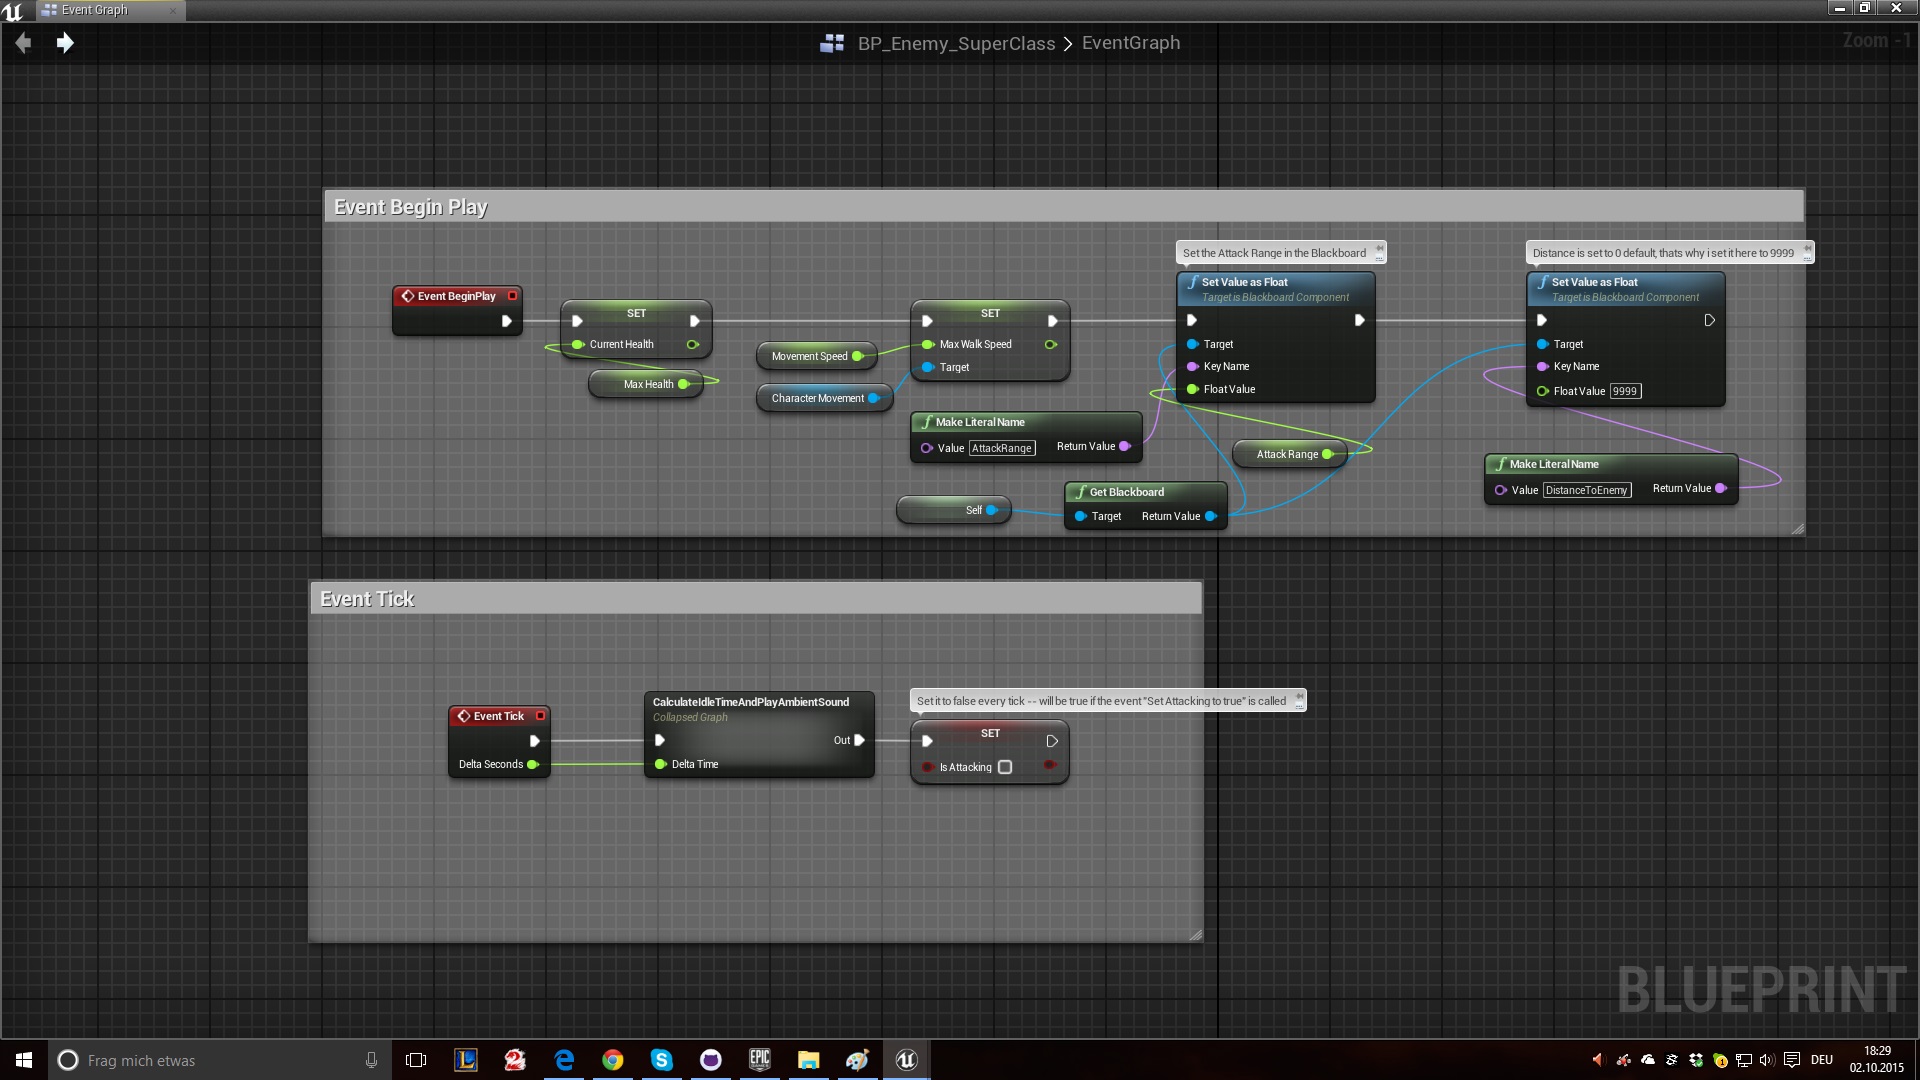 Event Graph
BP_Enemy_SuperClass > EventGraph
Zoom -1
Event Begin Play
Set the Attack Range in the Blackboard
Distance is set to 0 default, thats why i set it here to 9999
Event BeginPlay
SET
Current Health
Max Health
Movement Speed
Character Movement
SET
Max Walk Speed
Target
Set Value as Float
Target is Blackboard Component
Target
Key Name
Float Value
Set Value as Float
Target is Blackboard Component
Target
Key Name
Float Value 9999
Make Literal Name
Value AttackRange Return Value
Attack Range
Make Literal Name
Value DistanceToEnemy Return Value
Self
Get Blackboard
Target Return Value
Event Tick
Event Tick
Delta Seconds
CalculateIdleTimeAndPlayAmbientSound
Collapsed Graph
Out
Delta Time
Set it to false every tick -- will be true if the event "Set Attacking to true" is called
SET
Is Attacking
BLUEPRINT
Frag mich etwas
EPIC
GAMES
DEU
18:29
02.10.2015